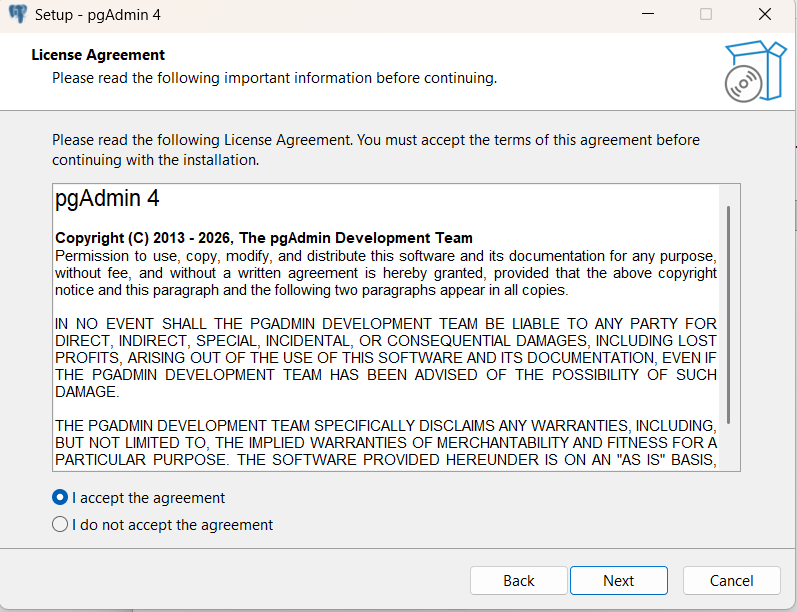 Setup - pgAdmin 4
License Agreement
Please read the following important information before continuing.
Please read the following License Agreement. You must accept the terms of this agreement before
continuing with the installation.
pgAdmin 4
Copyright (C) 2013 - 2026, The pgAdmin Development Team
Permission to use, copy, modify, and distribute this software and its documentation for any purpose,
without fee, and without a written agreement is hereby granted, provided that the above copyright
notice and this paragraph and the following two paragraphs appear in all copies.
IN NO EVENT SHALL THE PGADMIN DEVELOPMENT TEAM BE LIABLE TO ANY PARTY FOR
DIRECT, INDIRECT, SPECIAL, INCIDENTAL, OR CONSEQUENTIAL DAMAGES, INCLUDING LOST
PROFITS, ARISING OUT OF THE USE OF THIS SOFTWARE AND ITS DOCUMENTATION, EVEN IF
THE PGADMIN DEVELOPMENT TEAM HAS BEEN ADVISED OF THE POSSIBILITY OF SUCH
DAMAGE.
THE PGADMIN DEVELOPMENT TEAM SPECIFICALLY DISCLAIMS ANY WARRANTIES, INCLUDING,
BUT NOT LIMITED TO, THE IMPLIED WARRANTIES OF MERCHANTABILITY AND FITNESS FOR A
PARTICULAR PURPOSE. THE SOFTWARE PROVIDED HEREUNDER IS ON AN "AS IS" BASIS,
I accept the agreement
I do not accept the agreement
Back
Next
Cancel